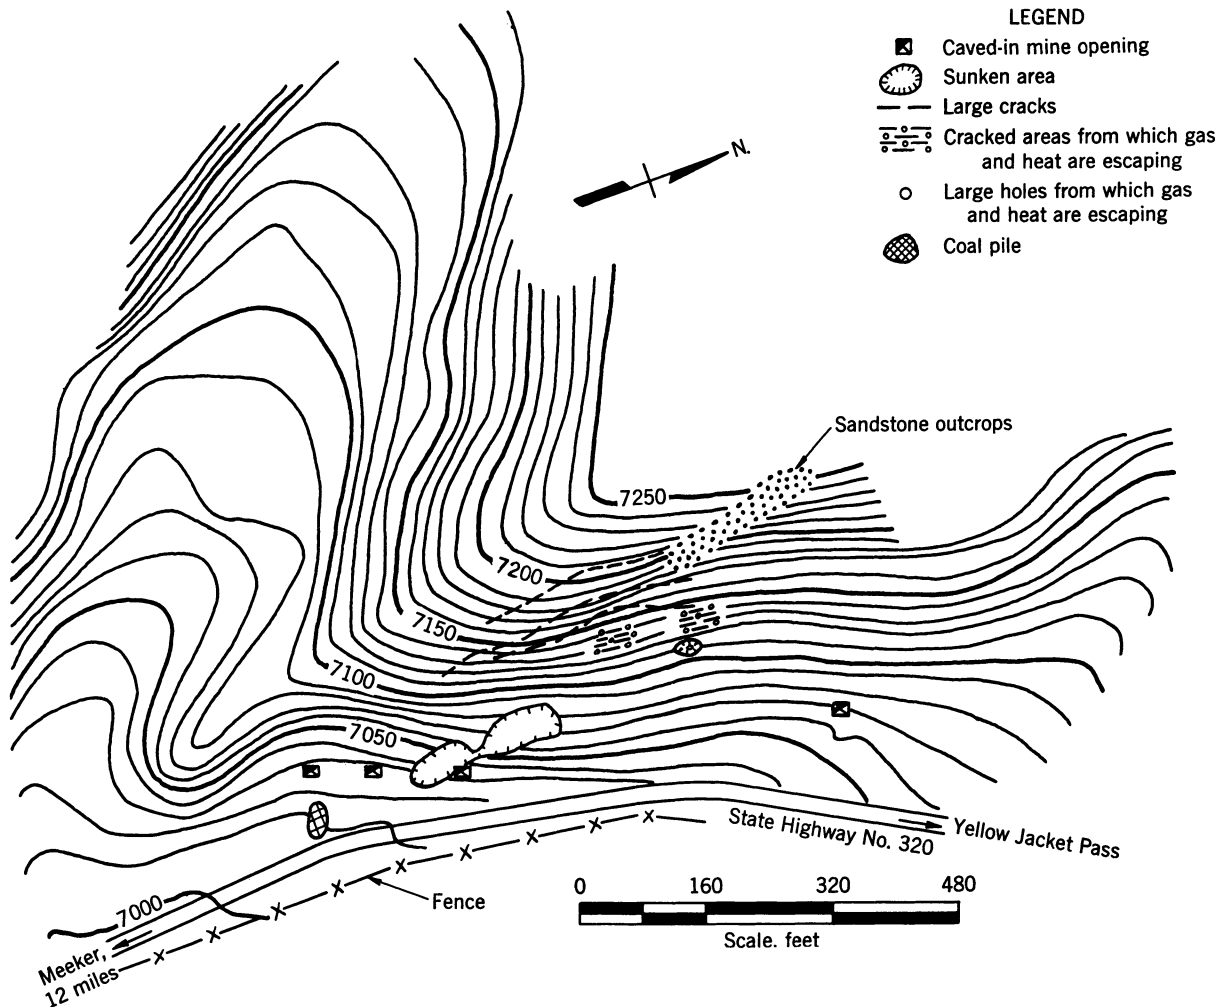 LEGEND
Caved-in mine opening
Sunken area
Large cracks
Cracked areas from which gas
and heat are escaping
Large holes from which gas
and heat are escaping
Coal pile
N.
Sandstone outcrops
7250
7200
7150
7100
7050
7000
State Highway No. 320
Yellow Jacket Pass
Fence
Meeker,
12 miles
0 160 320 480
Scale. feet